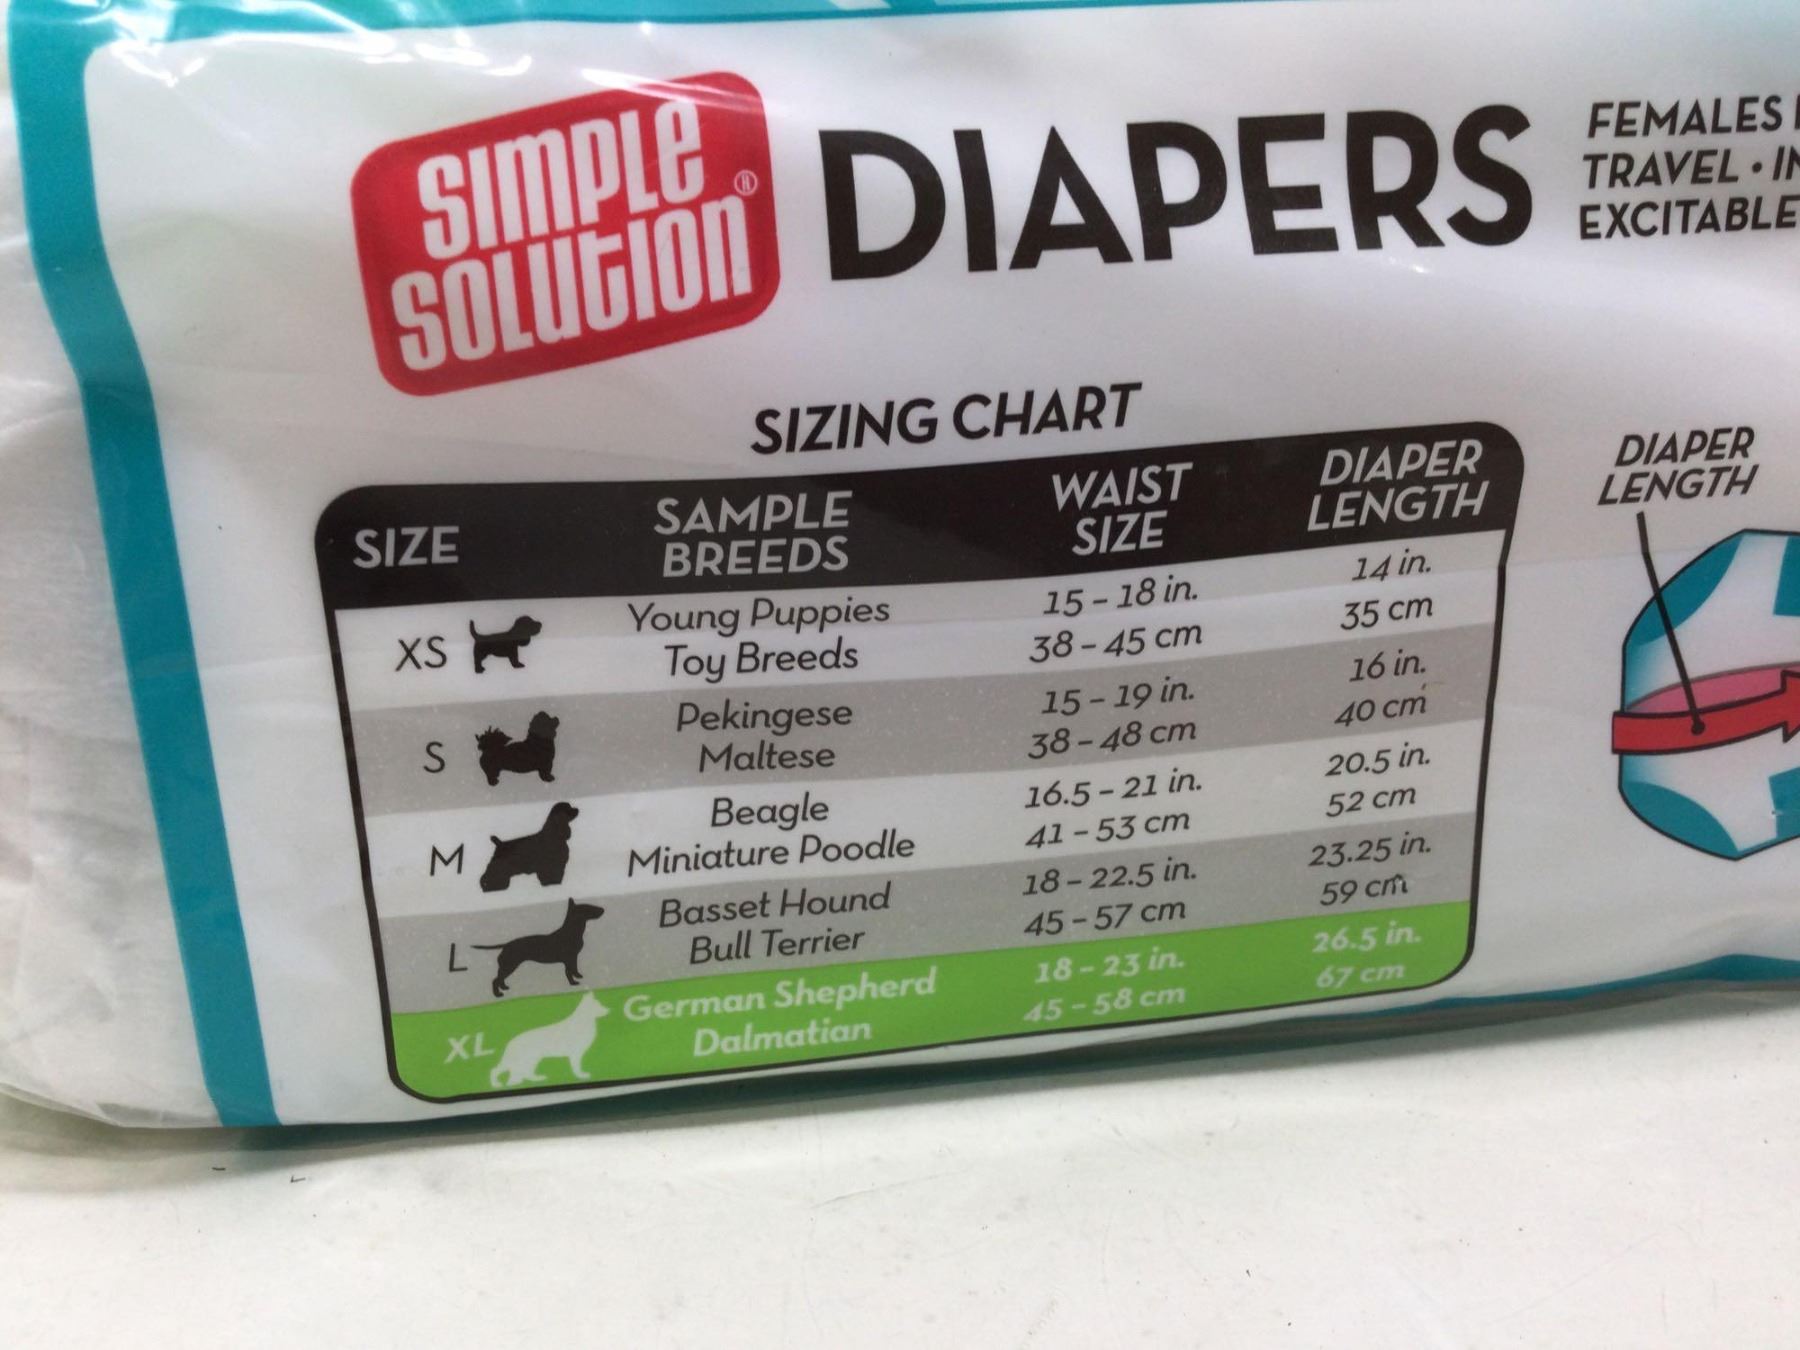 SIMPLE
SOLUTION®
DIAPERS
FEMALES
TRAVEL •
EXCITABLE
SIZING CHART
SIZE
SAMPLE
BREEDS
WAIST
SIZE
DIAPER
LENGTH
XS
Young Puppies
Toy Breeds
15 - 18 in.
38 - 45 cm
14 in.
35 cm
S
Pekingese
Maltese
15 - 19 in.
38 - 48 cm
16 in.
40 cm
M
Beagle
Miniature Poodle
16.5 - 21 in.
41 - 53 cm
20.5 in.
52 cm
L
Basset Hound
Bull Terrier
18 - 22.5 in.
45 - 57 cm
23.25 in.
59 cm
XL
German Shepherd
Dalmatian
18 - 23 in.
45 - 58 cm
26.5 in.
67 cm
DIAPER
LENGTH